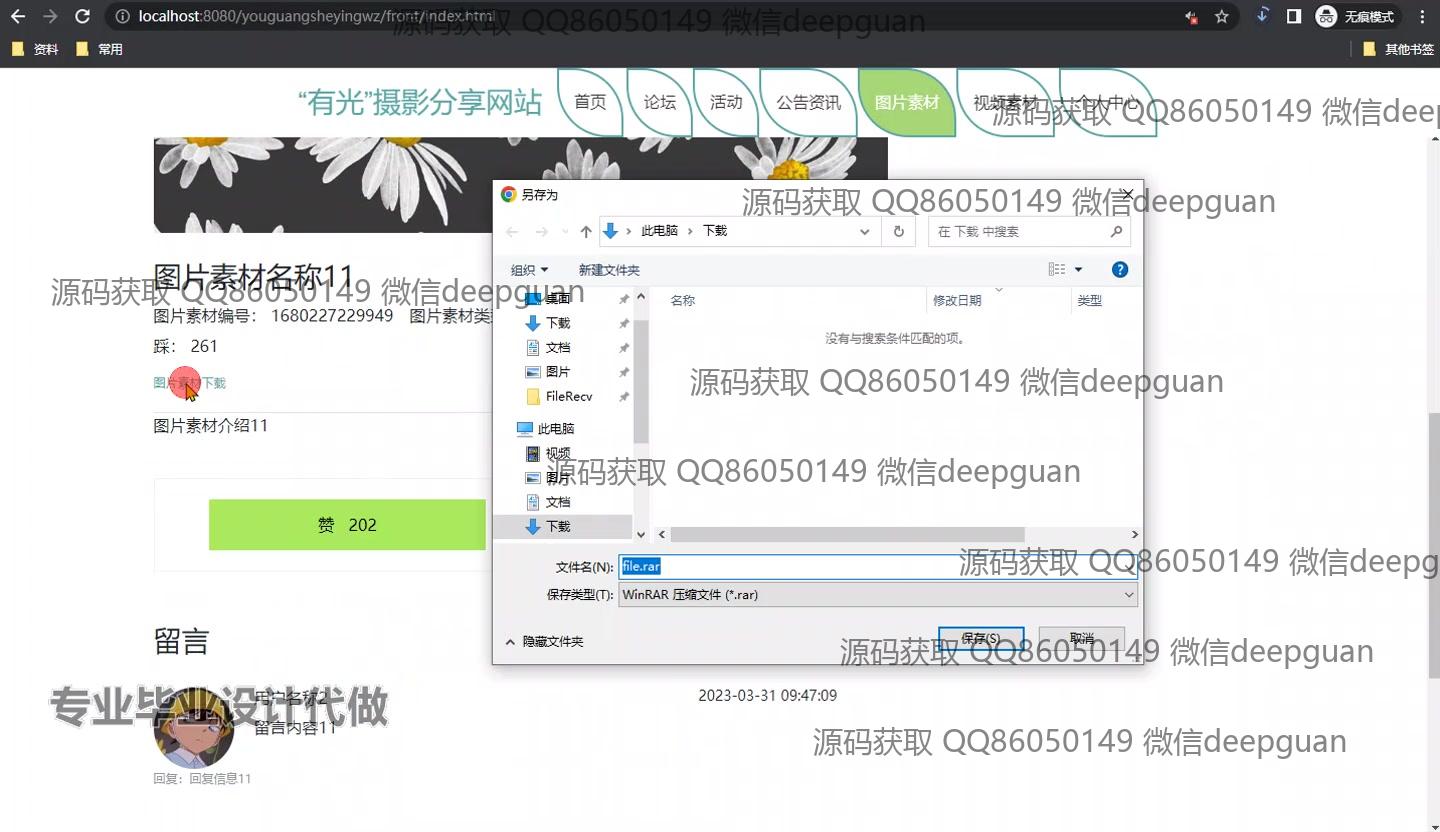 localhost:8080/youguangsheyingwz/front/index.html
无痕模式
资料
常用
其他书签
源码获取 QQ86050149 微信deepguan
“有光”摄影分享网站
首页
论坛
活动
公告资讯
图片素材
视频素材
个人中心
源码获取 QQ86050149 微信deep
另存为
源码获取 QQ86050149 微信deepguan
此电脑
下载
在 下载 中搜索
组织
新建文件夹
图片素材名称11
源码获取 QQ86050149 微信deepguan
图片素材编号: 1680227229949 图片素材类
踩: 261
图片素材下载
图片素材介绍11
赞 202
桌面
下载
文档
图片
FileRecv
此电脑
视频
图片
文档
下载
名称
修改日期
类型
没有与搜索条件匹配的项。
源码获取 QQ86050149 微信deepguan
源码获取 QQ86050149 微信deepguan
文件名(N):
file.rar
源码获取 QQ86050149 微信deepg
保存类型(T):
WinRAR 压缩文件 (*.rar)
隐藏文件夹
保存(S)
取消
源码获取 QQ86050149 微信deepguan
留言
专业毕业设计代做
用户名称2
2023-03-31 09:47:09
留言内容11
源码获取 QQ86050149 微信deepguan
回复: 回复信息11